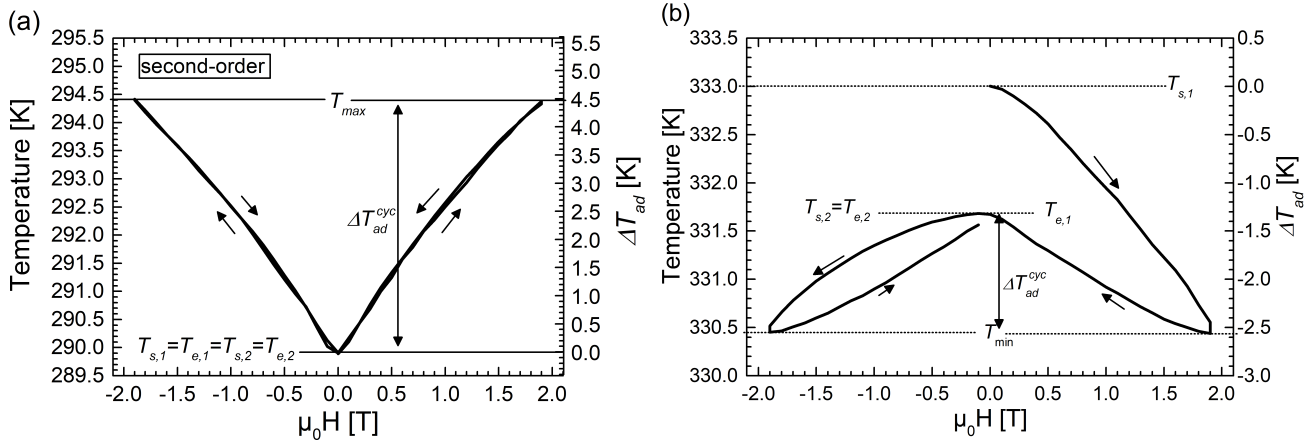 (a)
295.5
295.0
294.5
294.0
293.5
293.0
292.5
292.0
291.5
291.0
290.5
290.0
289.5
Temperature [K]
second-order
T_max
ΔT_ad^cyc
T_s,1=T_e,1=T_s,2=T_e,2
-2.0 -1.5 -1.0 -0.5 0.0 0.5 1.0 1.5 2.0
μ₀H [T]
5.5
5.0
4.5
4.0
3.5
3.0
2.5
2.0
1.5
1.0
0.5
0.0
ΔT_ad [K]
(b)
333.5
333.0
332.5
332.0
331.5
331.0
330.5
330.0
Temperature [K]
T_s,1
T_s,2=T_e,2
T_e,1
ΔT_ad^cyc
T_min
-2.0 -1.5 -1.0 -0.5 0.0 0.5 1.0 1.5 2.0
μ₀H [T]
0.5
0.0
-0.5
-1.0
-1.5
-2.0
-2.5
-3.0
ΔT_ad [K]